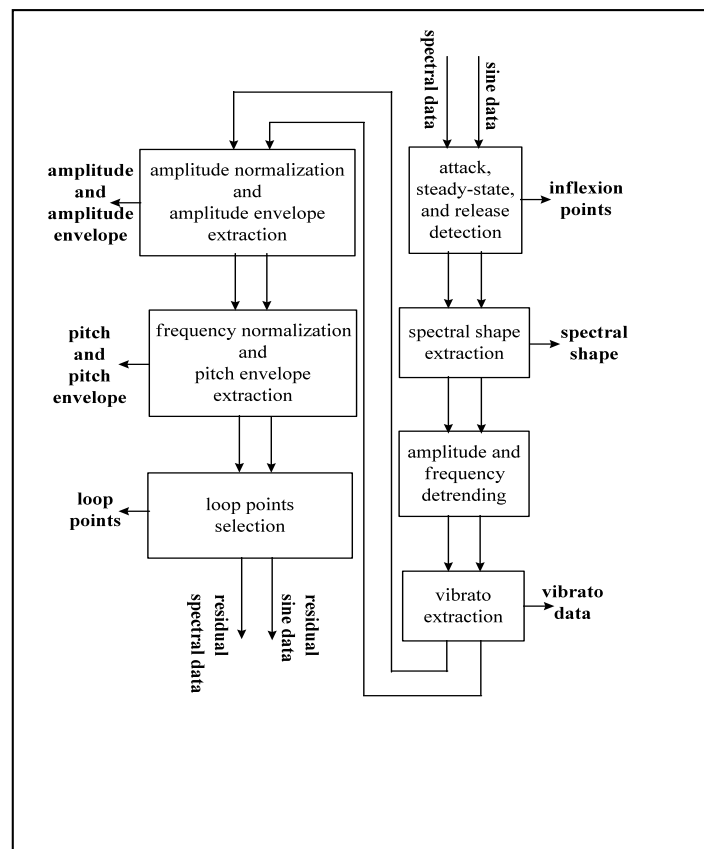 spectral data
sine data
attack,
steady-state,
and release
detection
inflexion
points
spectral shape
extraction
spectral
shape
amplitude and
frequency
detrending
vibrato
extraction
vibrato
data
amplitude normalization
and
amplitude envelope
extraction
amplitude
and
amplitude
envelope
frequency normalization
and
pitch envelope
extraction
pitch
and
pitch
envelope
loop points
selection
loop
points
residual
spectral data
residual
sine data